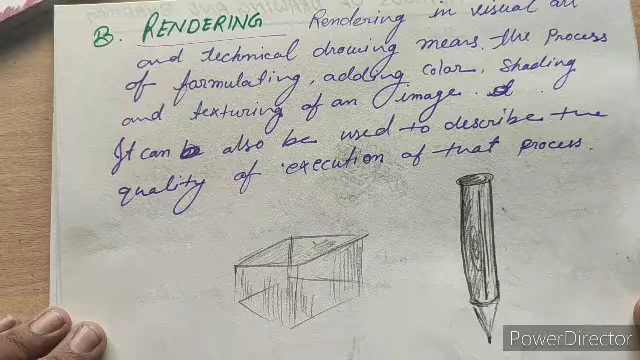 B. RENDERING Rendering in visual art
and technical drawing means the Process
of formulating, adding color, shading
and texturing of an image.
It can also be used to describe the
quality of execution of that process.
PowerDirector